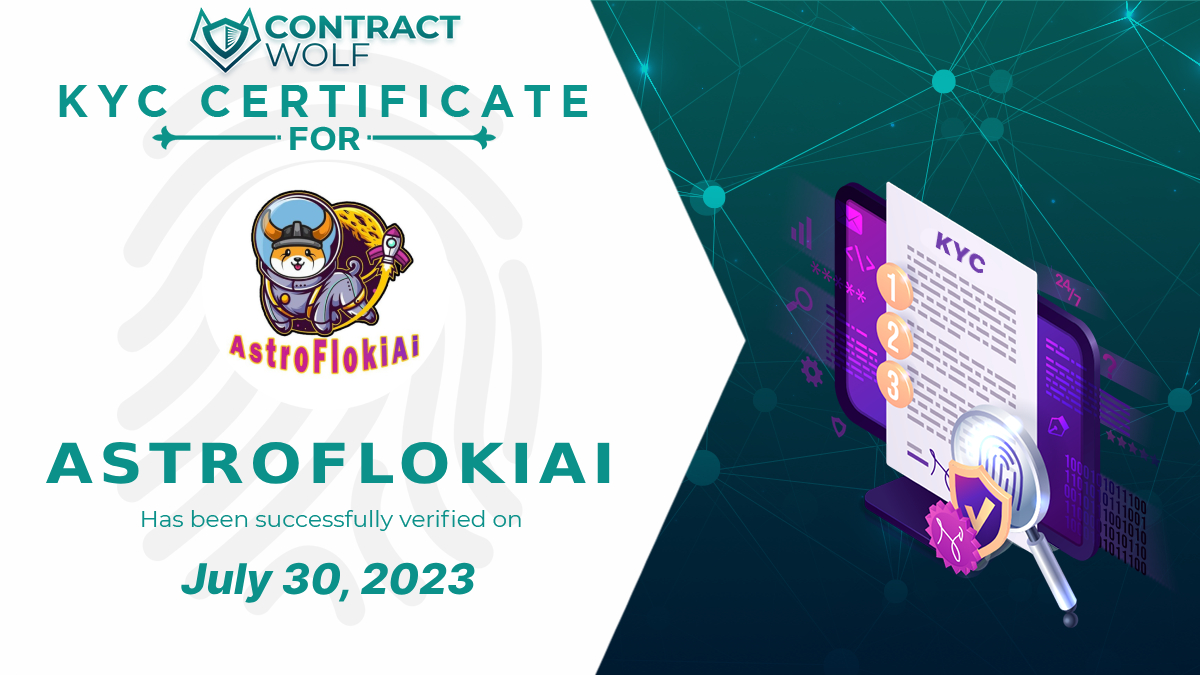 CONTRACT
WOLF
KYC CERTIFICATE
FOR
AstroFlokiAi
ASTROFLOKIAI
Has been successfully verified on
July 30, 2023
KYC
1
2
3
24/7